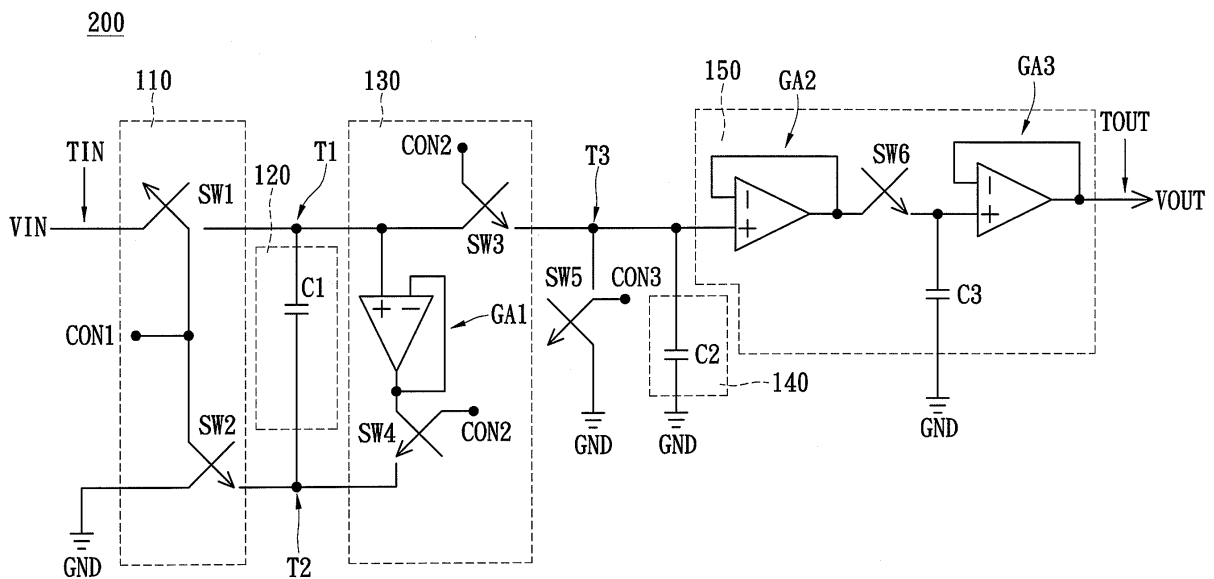 200
110
130
150
GA2
GA3
TIN
CON2
T1
T3
SW6
TOUT
120
VIN
SW1
VOUT
SW3
C1
SW5
CON3
GA1
C3
CON1
C2
SW2
SW4
CON2
140
GND
GND
GND
GND
T2
+
−
−
+
−
+